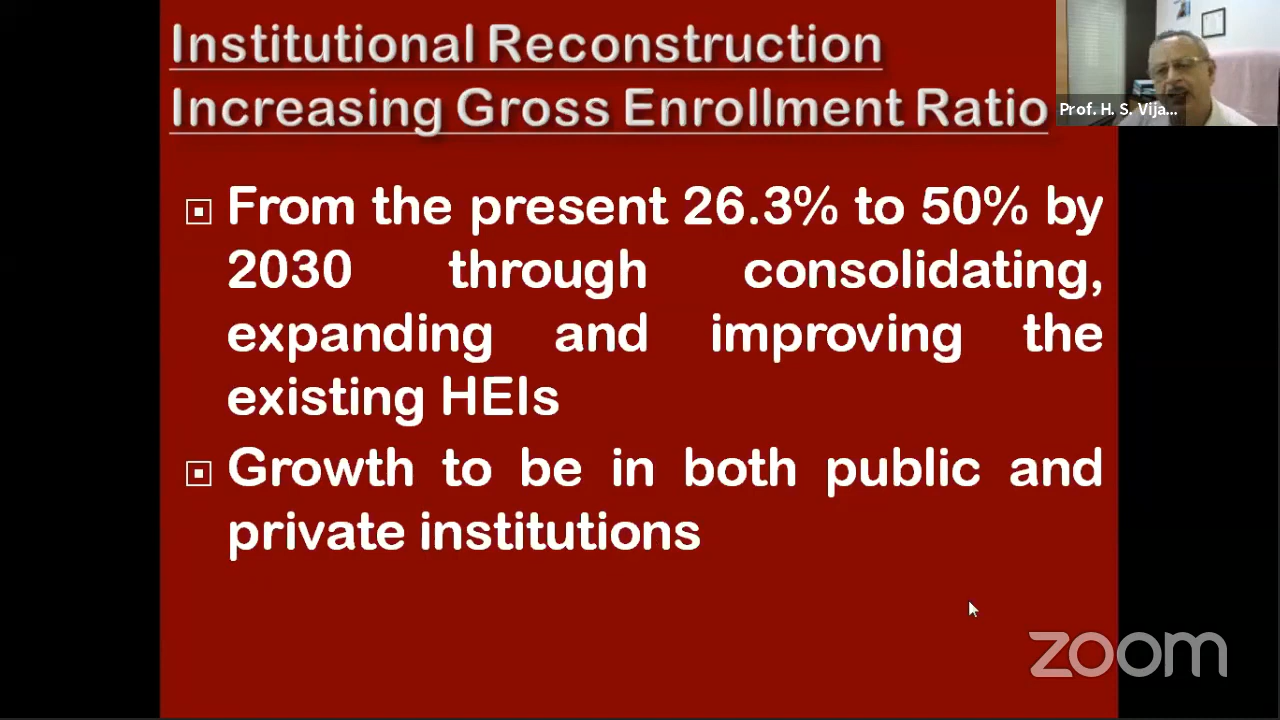 Institutional Reconstruction
Increasing Gross Enrollment Ratio
Prof. H. S. Vija...
From the present 26.3% to 50% by
2030 through consolidating,
expanding and improving the
existing HEIs
Growth to be in both public and
private institutions
zoom